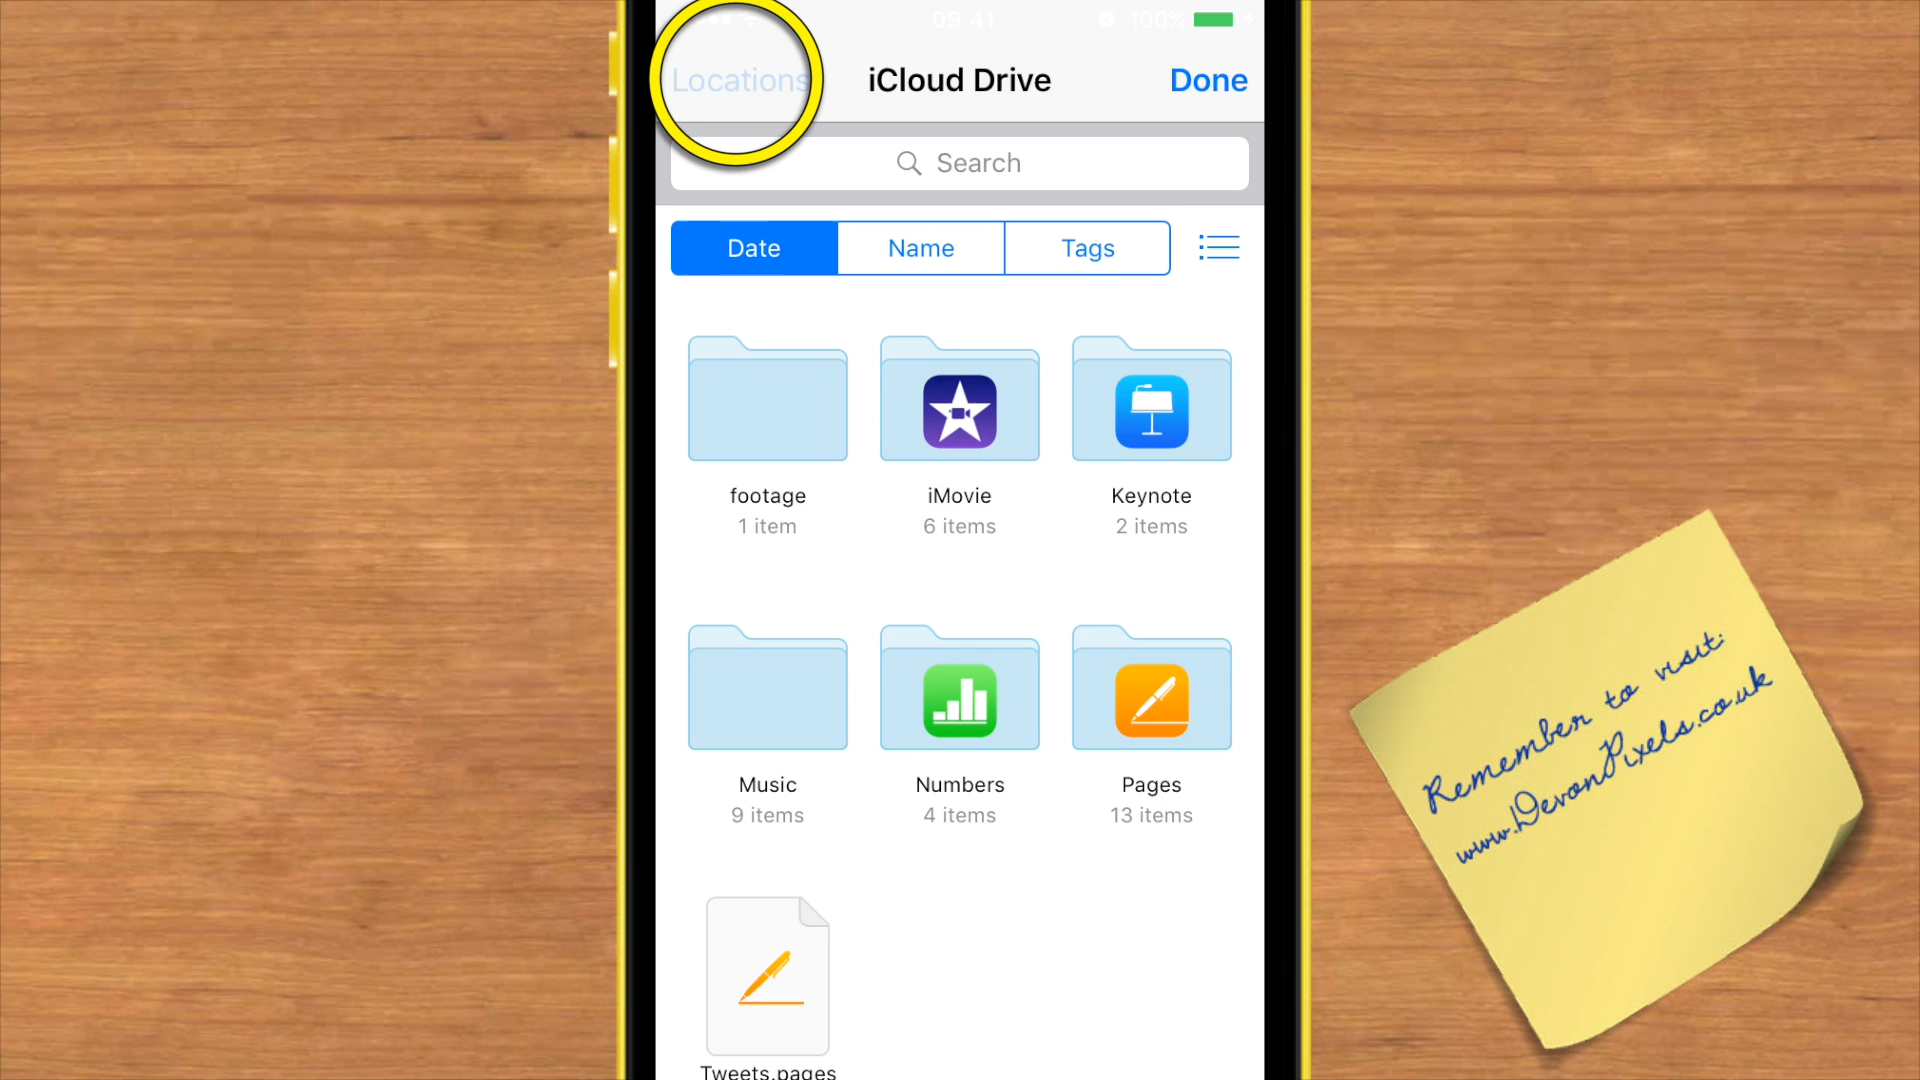 09:41
100%
Locations
iCloud Drive
Done
Search
Date
Name
Tags
footage
1 item
iMovie
6 items
Keynote
2 items
Music
9 items
Numbers
4 items
Pages
13 items
Tweets.pages
Remember to visit:
www.DevonPixels.co.uk